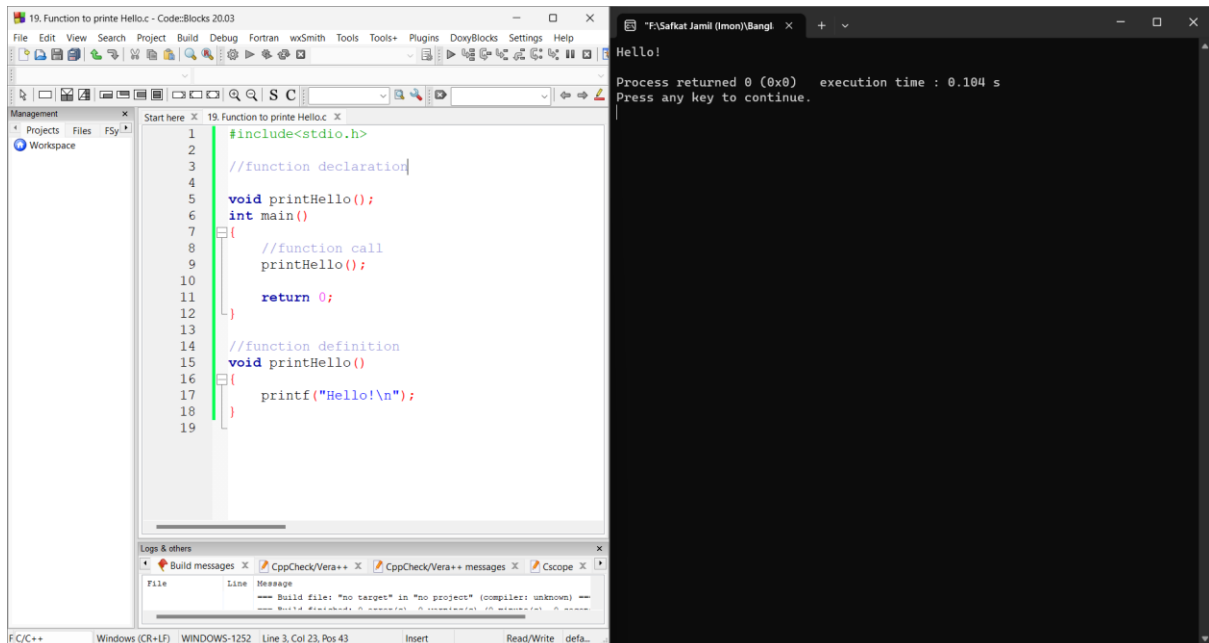 19. Function to printe Hello.c - Code::Blocks 20.03
File Edit View Search Project Build Debug Fortran wxSmith Tools Tools+ Plugins DoxyBlocks Settings Help
S C
Management
Projects Files FSy
Workspace
Start here 19. Function to printe Hello.c
1 #include<stdio.h>
2
3 //function declaration
4
5 void printHello();
6 int main()
7 {
8 //function call
9 printHello();
10
11 return 0;
12 }
13
14 //function definition
15 void printHello()
16 {
17 printf("Hello!\n");
18 }
19
Logs & others
Build messages CppCheck/Vera++ CppCheck/Vera++ messages Cscope
File Line Message
=== Build file: "no target" in "no project" (compiler: unknown) ===
F C/C++ Windows (CR+LF) WINDOWS-1252 Line 3, Col 23, Pos 43 Insert Read/Write defa...
"F:\Safkat Jamil (Imon)\Bangl
Hello!
Process returned 0 (0x0) execution time : 0.104 s
Press any key to continue.